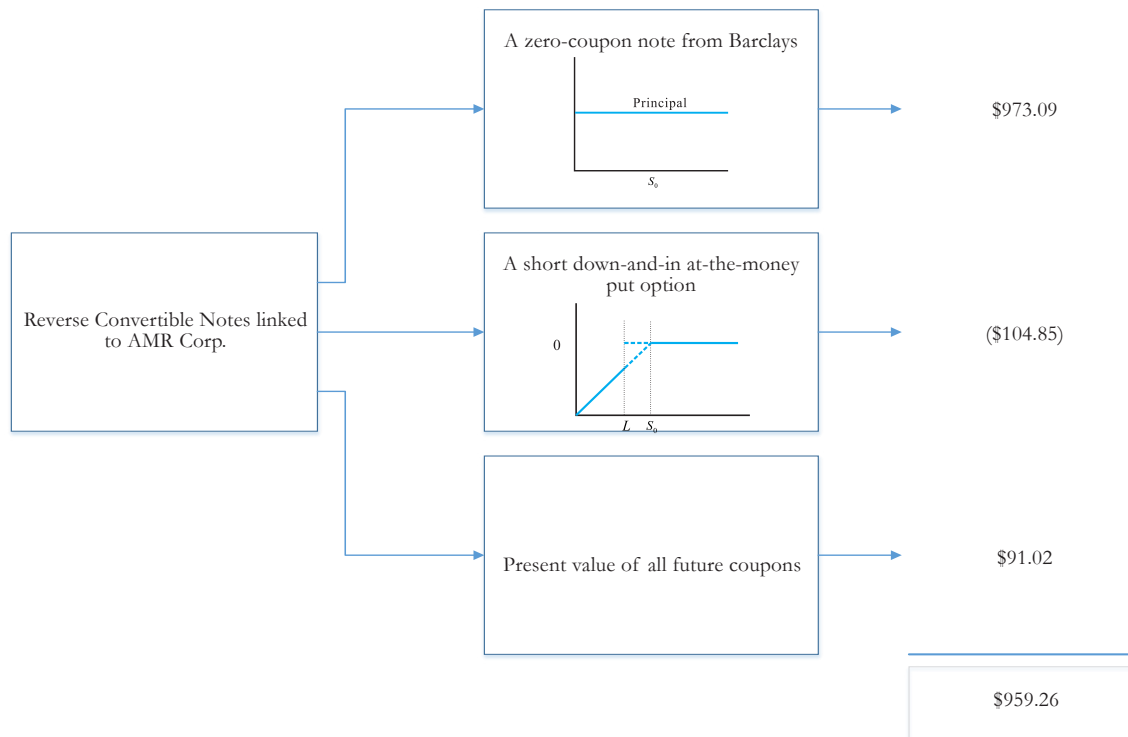 A zero-coupon note from Barclays
Principal
S₀
$973.09
Reverse Convertible Notes linked
to AMR Corp.
A short down-and-in at-the-money
put option
0
L S₀
($104.85)
Present value of all future coupons
$91.02
$959.26